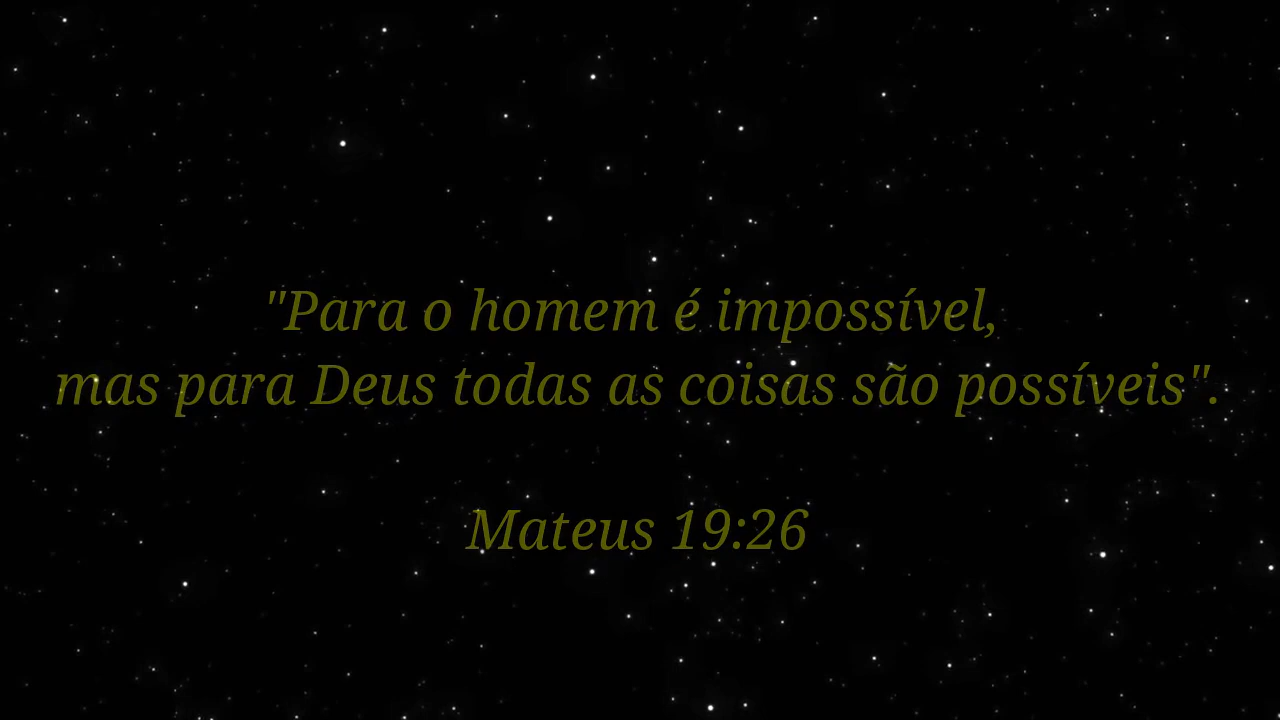 "Para o homem é impossível,
mas para Deus todas as coisas são possíveis".
Mateus 19:26